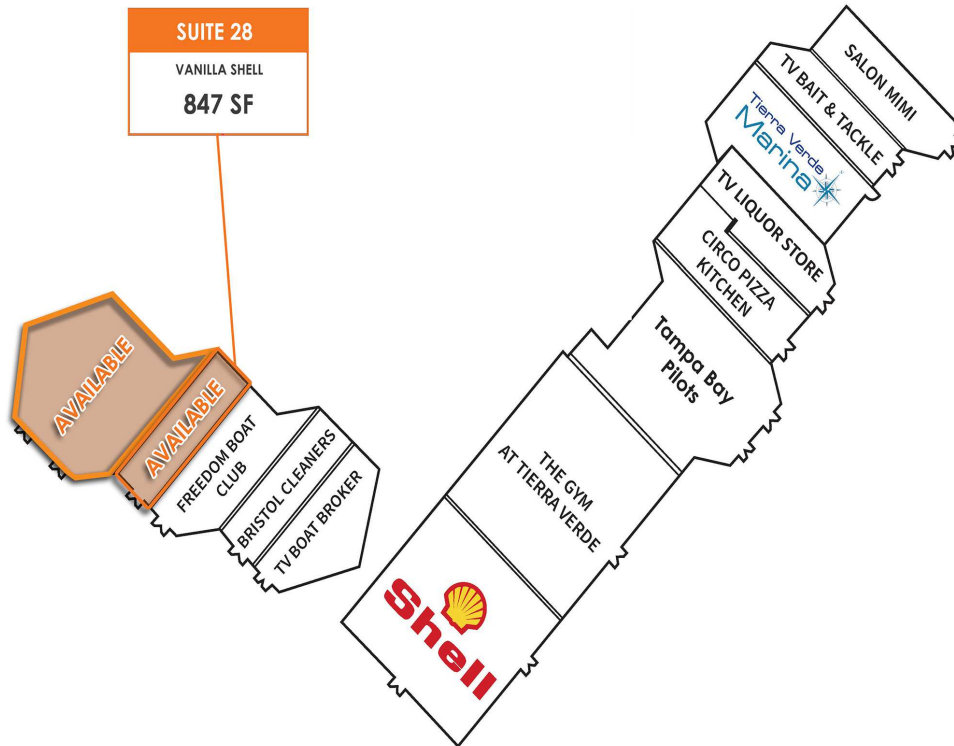 SUITE 28
VANILLA SHELL
847 SF
SALON MIMI
TV BAIT & TACKLE
Tierra Verde
Marina
TV LIQUOR STORE
CIRCO PIZZA
KITCHEN
Tampa Bay
Pilots
THE GYM
AT TIERRA VERDE
Shell
AVAILABLE
AVAILABLE
FREEDOM BOAT
CLUB
BRISTOL CLEANERS
TV BOAT BROKER